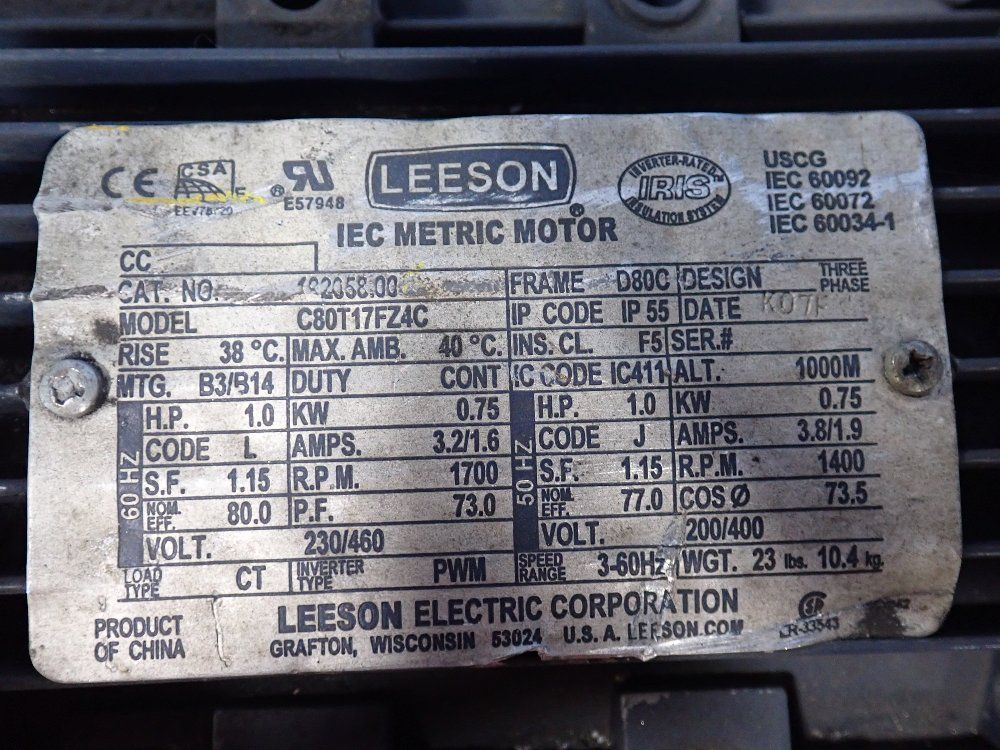 CE CSA UR ® LEESON ® INVERTER-RATED IRIS INSULATION SYSTEM USCG
E57948 IEC 60092
IEC 60072
IEC METRIC MOTOR IEC 60034-1
CC
CAT. NO. FRAME D80C DESIGN THREE PHASE
MODEL C80T17FZ4C IP CODE IP 55 DATE
RISE 38 °C. MAX. AMB. 40 °C. INS. CL. F5 SER.#
MTG. B3/B14 DUTY CONT IC CODE IC411 ALT. 1000M
60 HZ H.P. 1.0 KW 0.75 50 HZ H.P. 1.0 KW 0.75
CODE L AMPS. 3.2/1.6 CODE J AMPS. 3.8/1.9
S.F. 1.15 R.P.M. 1700 S.F. 1.15 R.P.M. 1400
NOM. EFF. 80.0 P.F. 73.0 NOM. EFF. 77.0 COS Ø 73.5
VOLT. 230/460 VOLT. 200/400
LOAD TYPE CT INVERTER TYPE PWM SPEED RANGE 3-60Hz WGT. 23 lbs. 10.4 kg.
PRODUCT OF CHINA
LEESON ELECTRIC CORPORATION
GRAFTON, WISCONSIN 53024 U.S.A. LEESON.COM
LR-33543